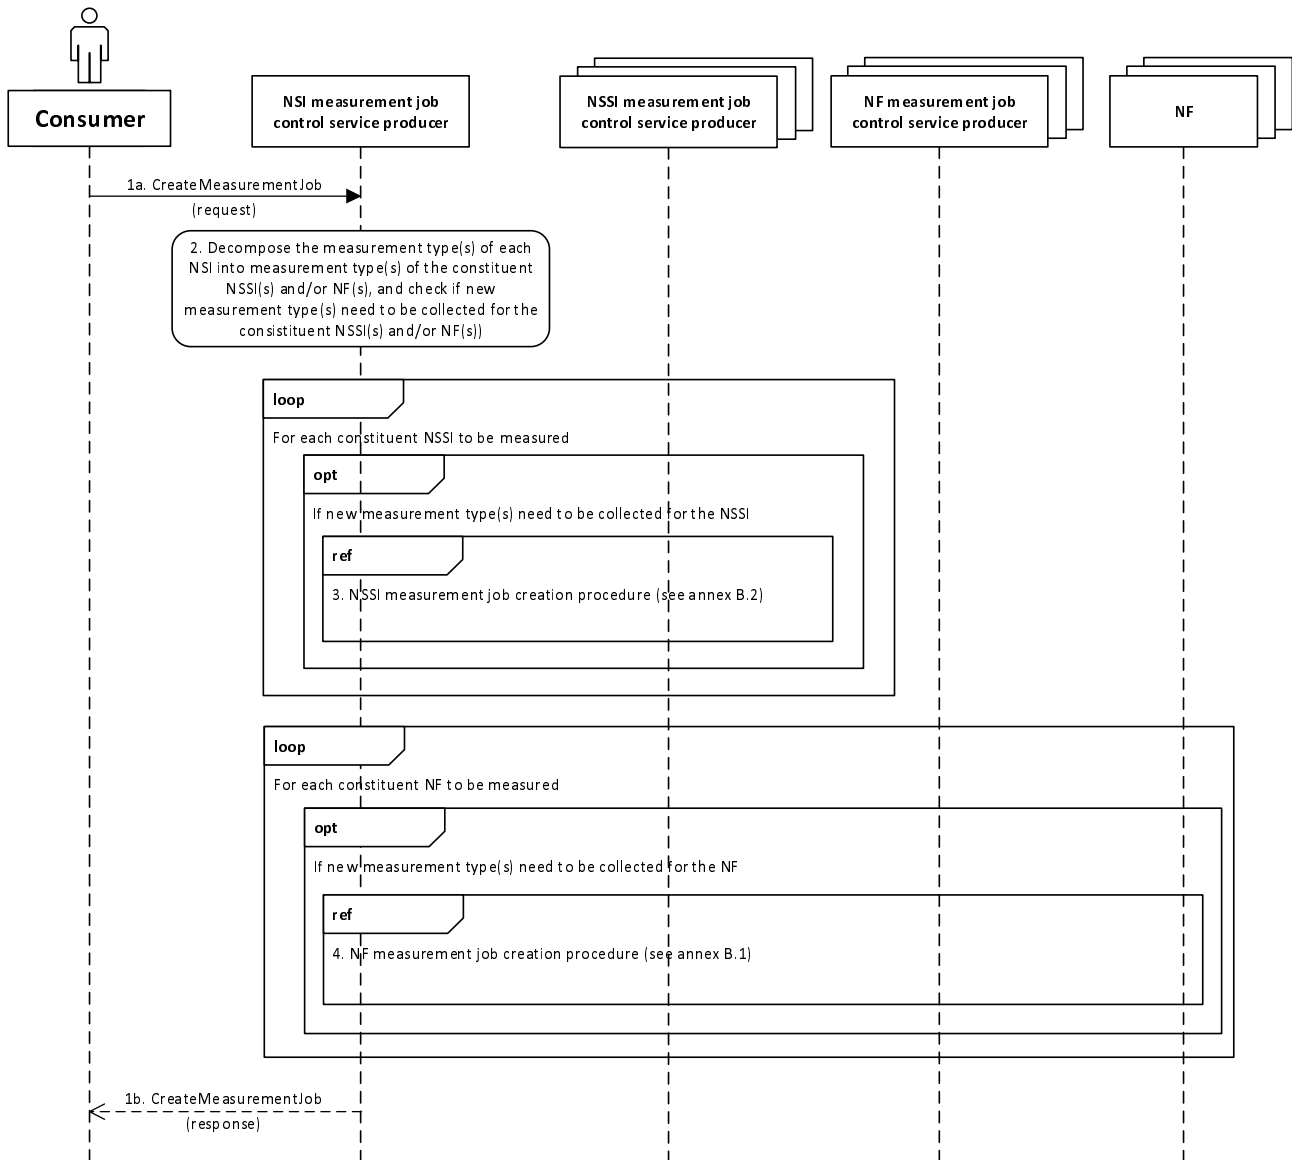 Consumer
NSI measurement job
control service producer
NSSI measurement job
control service producer
NF measurement job
control service producer
NF
1a. CreateMeasurementJob
(request)
2. Decompose the measurement type(s) of each
NSI into measurement type(s) of the constituent
NSSI(s) and/or NF(s), and check if new
measurement type(s) need to be collected for the
consistituent NSSI(s) and/or NF(s))
loop
For each constituent NSSI to be measured
opt
If new measurement type(s) need to be collected for the NSSI
ref
3. NSSI measurement job creation procedure (see annex B.2)
loop
For each constituent NF to be measured
opt
If new measurement type(s) need to be collected for the NF
ref
4. NF measurement job creation procedure (see annex B.1)
1b. CreateMeasurementJob
(response)